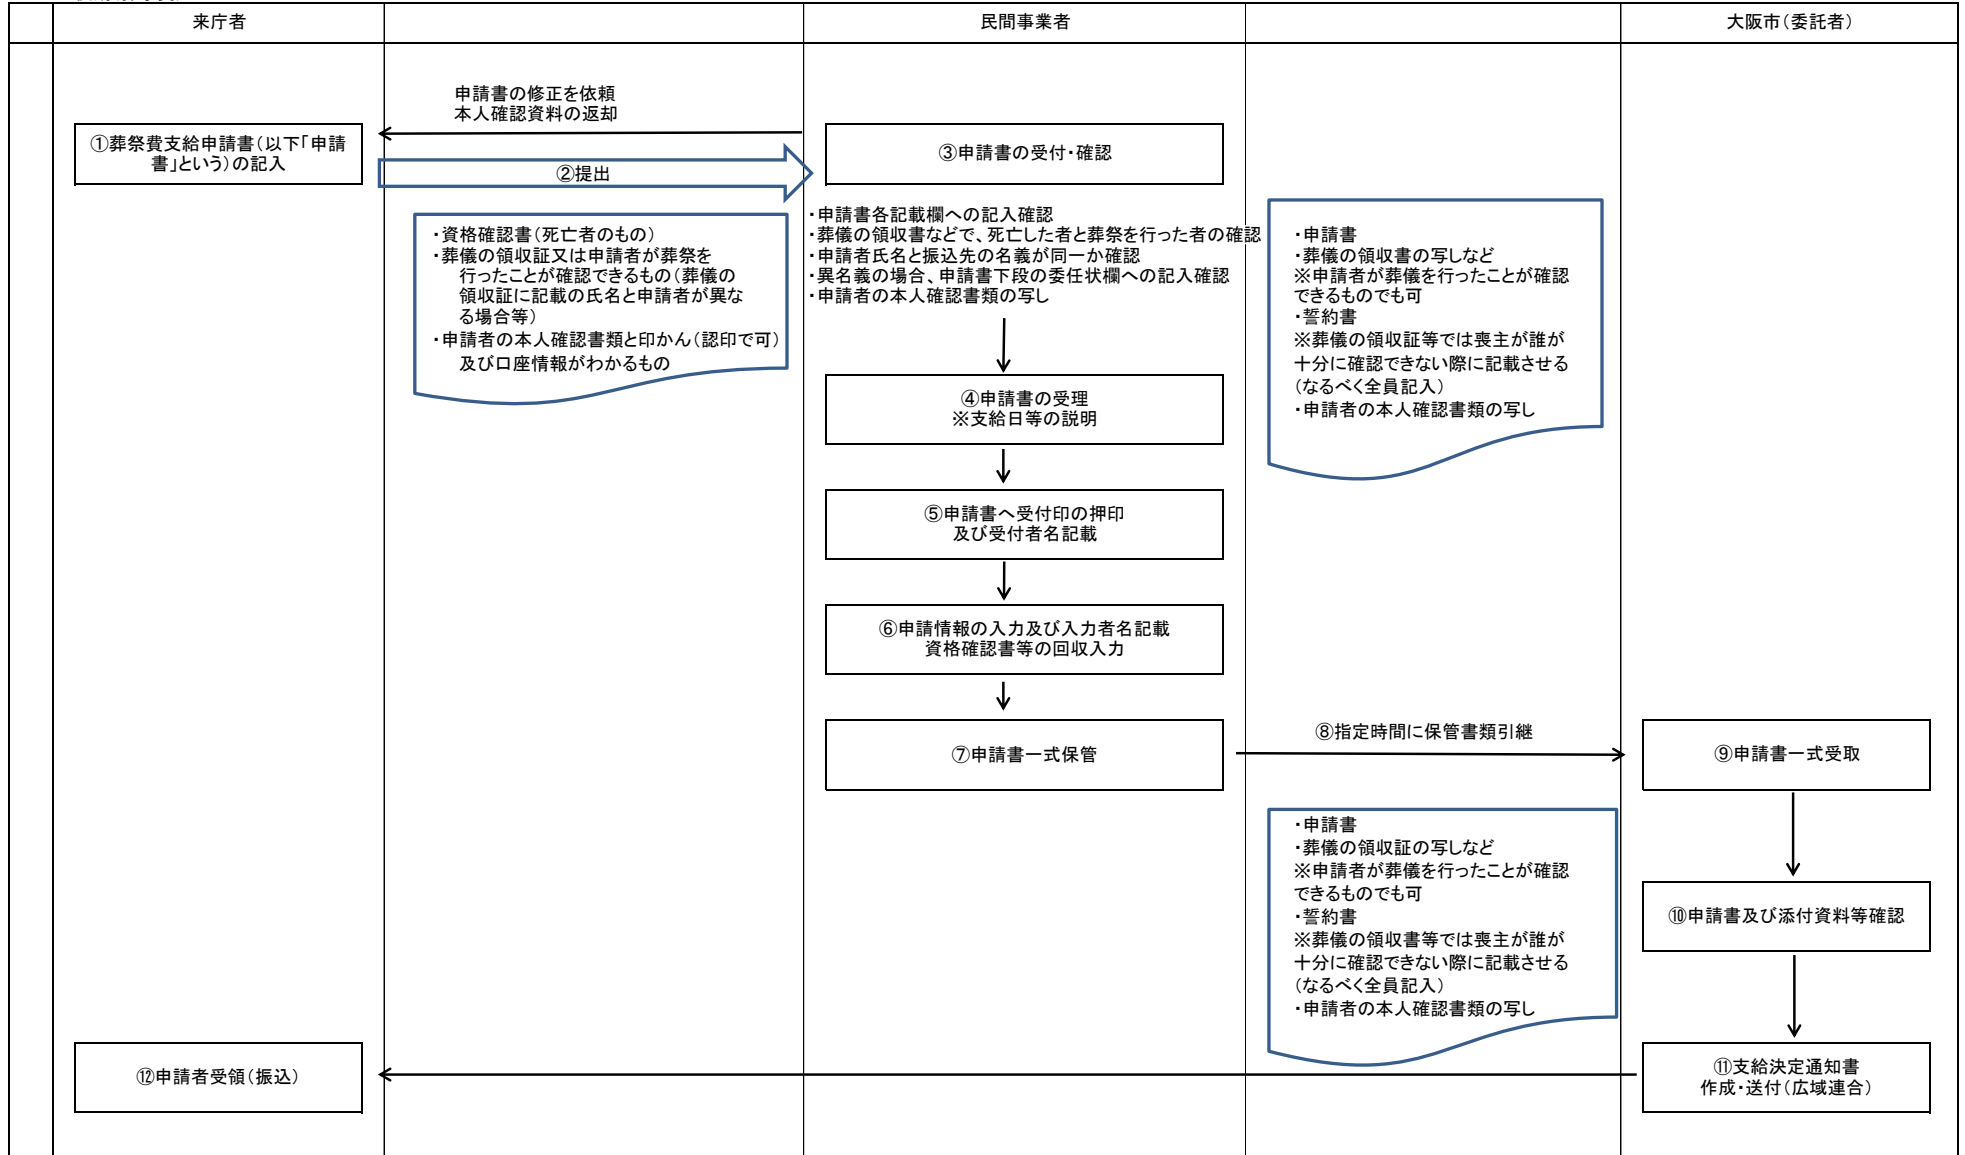 来庁者
民間事業者
大阪市（委託者）
申請書の修正を依頼
本人確認資料の返却
①葬祭費支給申請書（以下「申請
書」という）の記入
②提出
③申請書の受付・確認
・資格確認書（死亡者のもの）
・葬儀の領収証又は申請者が葬祭を
行ったことが確認できるもの（葬儀の
領収証に記載の氏名と申請者が異な
る場合等）
・申請者の本人確認書類と印かん（認印で可）
及び口座情報がわかるもの
・申請書各記載欄への記入確認
・葬儀の領収書などで、死亡した者と葬祭を行った者の確認
・申請者氏名と振込先の名義が同一か確認
・異名義の場合、申請書下段の委任状欄への記入確認
・申請者の本人確認書類の写し
・申請書
・葬儀の領収書の写しなど
※申請者が葬儀を行ったことが確認
できるものでも可
・誓約書
※葬儀の領収証等では喪主が誰が
十分に確認できない際に記載させる
（なるべく全員記入）
・申請者の本人確認書類の写し
④申請書の受理
※支給日等の説明
⑤申請書へ受付印の押印
及び受付者名記載
⑥申請情報の入力及び入力者名記載
資格確認書等の回収入力
⑦申請書一式保管
⑧指定時間に保管書類引継
⑨申請書一式受取
・申請書
・葬儀の領収証の写しなど
※申請者が葬儀を行ったことが確認
できるものでも可
・誓約書
※葬儀の領収書等では喪主が誰が
十分に確認できない際に記載させる
（なるべく全員記入）
・申請者の本人確認書類の写し
⑩申請書及び添付資料等確認
⑪支給決定通知書
作成・送付（広域連合）
⑫申請者受領（振込）